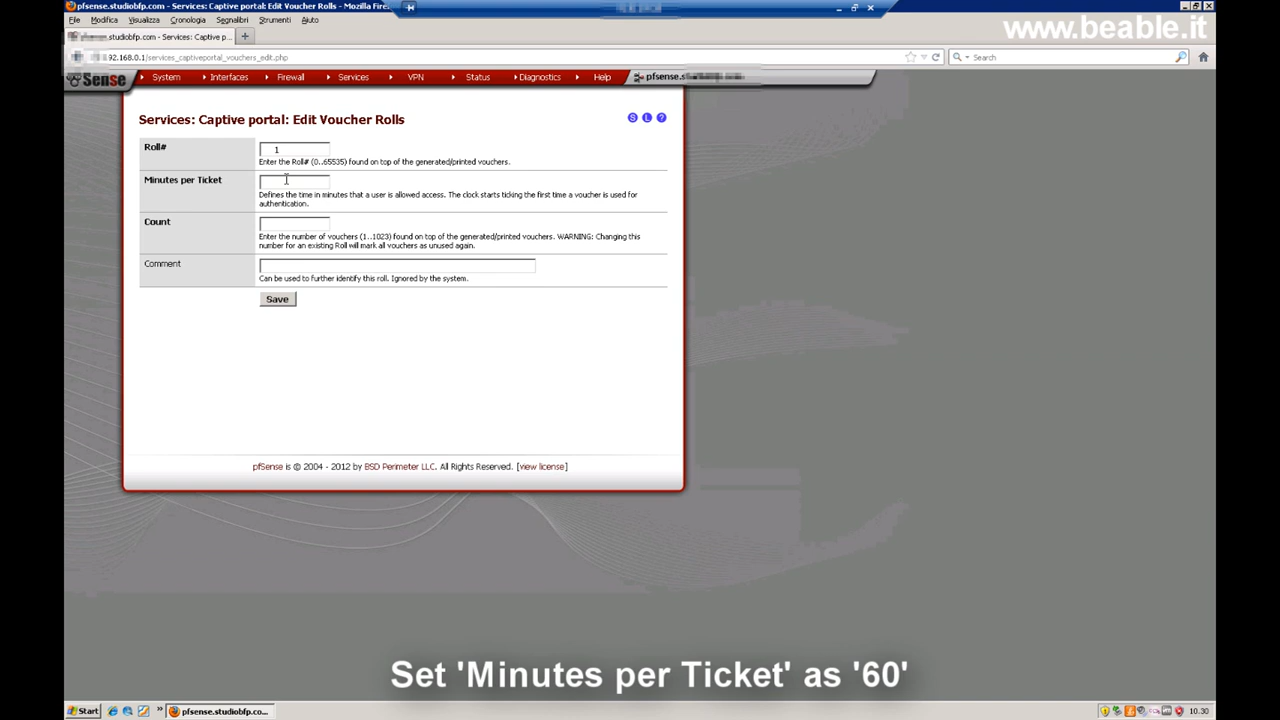 pfsense.studiobfp.com - Services: Captive portal: Edit Voucher Rolls - Mozilla Fire
File Modifica Visualizza Cronologia Segnalibri Strumenti Aiuto
www.beable.it
.studiobfp.com - Services: Captive p...
92.168.0.1/services_captiveportal_vouchers_edit.php
Search
Sense System Interfaces Firewall Services VPN Status Diagnostics Help
Services: Captive portal: Edit Voucher Rolls
S L ?
Roll#
1
Enter the Roll# (0..65535) found on top of the generated/printed vouchers.
Minutes per Ticket
Defines the time in minutes that a user is allowed access. The clock starts ticking the first time a voucher is used for
authentication.
Count
Enter the number of vouchers (1..1023) found on top of the generated/printed vouchers. WARNING: Changing this
number for an existing Roll will mark all vouchers as unused again.
Comment
Can be used to further identify this roll. Ignored by the system.
Save
pfSense is © 2004 - 2012 by BSD Perimeter LLC. All Rights Reserved. [view license]
Set 'Minutes per Ticket' as '60'
Start
pfsense.studiobfp.co...
10.30